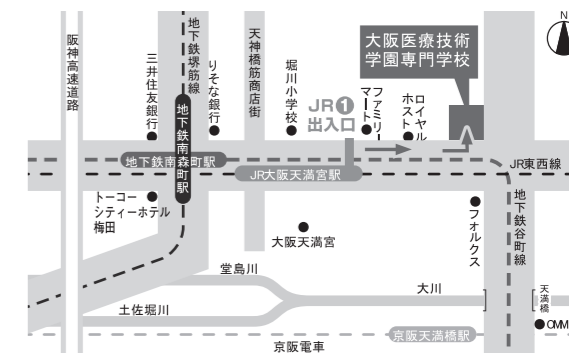 N
阪神高速道路
三井住友銀行
地下鉄堺筋線
りそな銀行
天神橋筋商店街
堀川小学校
JR❶
出入口
ファミリー
マート
ロイヤル
ホスト
大阪医療技術
学園専門学校
地下鉄南森町駅
地下鉄南森町駅
JR大阪天満宮駅
JR東西線
トーコー
シティーホテル
梅田
大阪天満宮
フォルクス
地下鉄谷町線
堂島川
大川
土佐堀川
天満橋
OMM
京阪天満橋駅
京阪電車